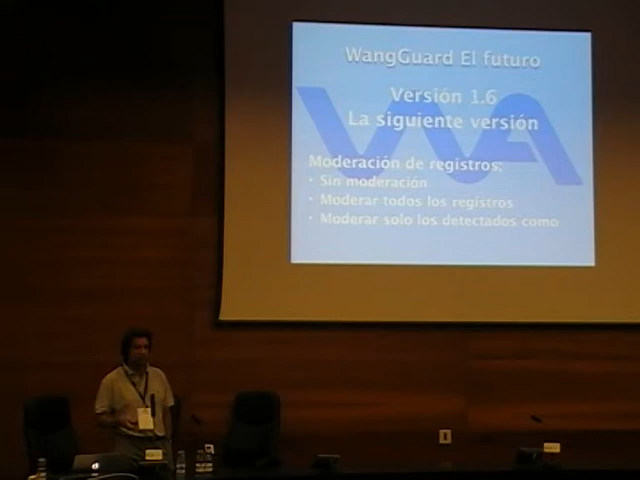 WangGuard El futuro
Versión 1.6
La siguiente versión
Moderación de registros:
• Sin moderación
• Moderar todos los registros
• Moderar solo los detectados como